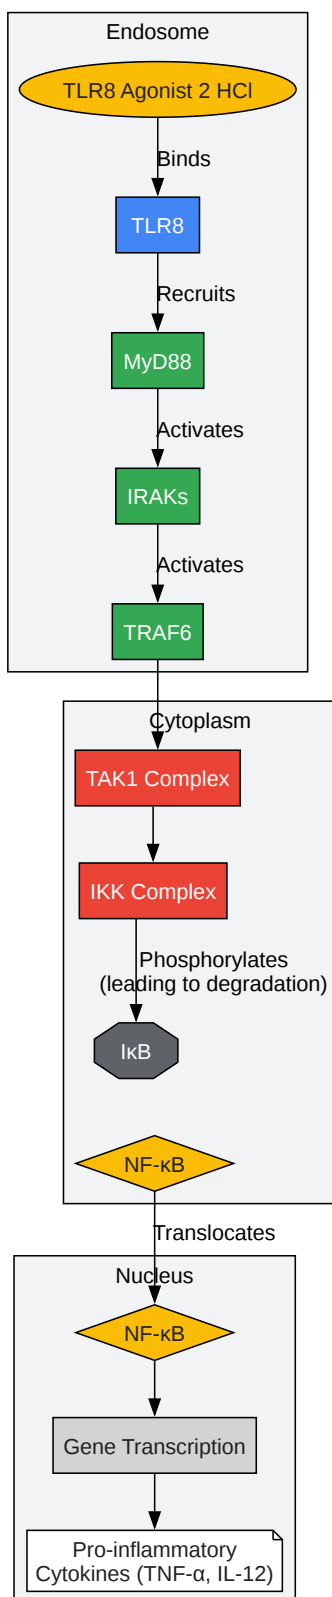 Endosome
TLR8 Agonist 2 HCl
Binds
TLR8
Recruits
MyD88
Activates
IRAKs
Activates
TRAF6
Cytoplasm
TAK1 Complex
IKK Complex
Phosphorylates
(leading to degradation)
IκB
NF-κB
Translocates
Nucleus
NF-κB
Gene Transcription
Pro-inflammatory
Cytokines (TNF-α, IL-12)